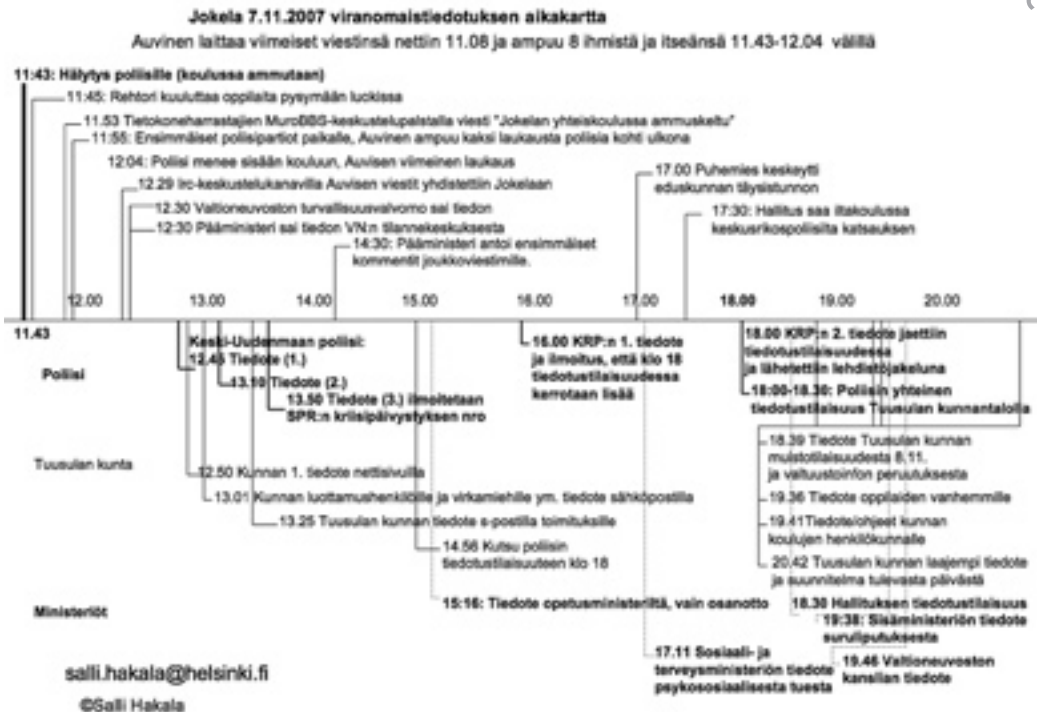 Jokela 7.11.2007 viranomaistiedotuksen aikakartta
Auvinen laittaa viimeiset viestinsä nettiin 11.08 ja ampuu 8 ihmistä ja itseänsä 11.43-12.04 välillä
11:43: Hälytys poliisille (koulussa ammutaan)
11:45: Rehtori kuuluttaa oppilaita pysymään luokissa
11.53 Tietokoneharrastajien MuroBBS-keskustelupalstalla viesti "Jokelan yhteiskoulussa ammuskeltu"
11:55: Ensimmäiset poliisipartiot paikalle, Auvinen ampuu kaksi laukausta poliisia kohti ulkona
12:04: Poliisi menee sisään kouluun, Auvisen viimeinen laukaus
12.29 Irc-keskustelukanavilla Auvisen viestit yhdistettiin Jokelaan
12.30 Valtioneuvoston turvallisuusvalvomo sai tiedon
12:30 Pääministeri sai tiedon VN:n tilannekeskuksesta
14:30: Pääministeri antoi ensimmäiset
kommentit joukkoviestimille.
17.00 Puhemies keskeytti
eduskunnan täysistunnon
17:30: Hallitus saa iltakoulussa
keskusrikospoliisilta katsauksen
12.00 13.00 14.00 15.00 16.00 17.00 18.00 19.00 20.00
11.43
Poliisi
Keski-Uudenmaan poliisi:
12.45 Tiedote (1.)
13.10 Tiedote (2.)
13.50 Tiedote (3.) ilmoitetaan
SPR:n kriisipäivystyksen nro
16.00 KRP:n 1. tiedote
ja ilmoitus, että klo 18
tiedotustilaisuudessa
kerrotaan lisää
18.00 KRP:n 2. tiedote jaettiin
tiedotustilaisuudessa
ja lähetettiin lehdistöjakeluna
18:00-18.30: Poliisin yhteinen
tiedotustilaisuus Tuusulan kunnantalolla
Tuusulan kunta
12.50 Kunnan 1. tiedote nettisivuilla
13.01 Kunnan luottamushenkilöille ja virkamiehille ym. tiedote sähköpostilla
13.25 Tuusulan kunnan tiedote s-postilla toimituksille
14.56 Kutsu poliisin
tiedotustilaisuuteen klo 18
18.39 Tiedote Tuusulan kunnan
muistotilaisuudesta 8.11.
ja valtuustoinfon peruutuksesta
19.36 Tiedote oppilaiden vanhemmille
19.41Tiedote/ohjeet kunnan
koulujen henkilökunnalle
20.42 Tuusulan kunnan laajempi tiedote
ja suunnitelma tulevasta päivästä
Ministeriöt
15:16: Tiedote opetusministeriltä, vain osanotto
18.30 Hallituksen tiedotustilaisuus
19:38: Sisäministeriön tiedote
suruliputuksesta
17.11 Sosiaali- ja
terveysministeriön tiedote
psykososiaalisesta tuesta
19.46 Valtioneuvoston
kanslian tiedote
salli.hakala@helsinki.fi
©Salli Hakala